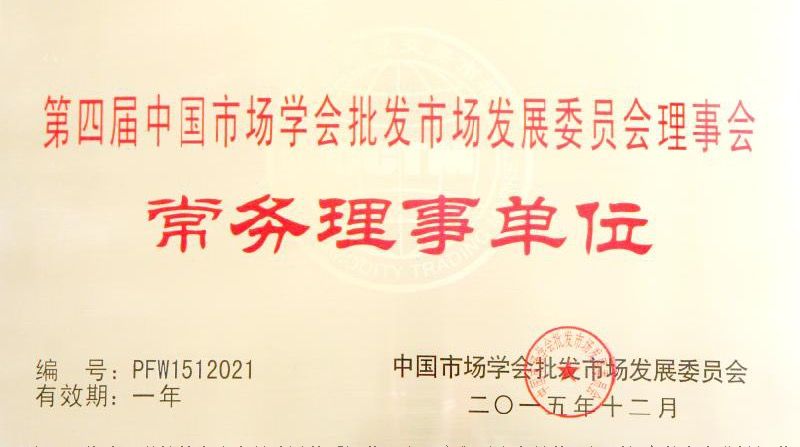 第四届中国市场学会批发市场发展委员会理事会
常务理事单位
编 号:PFW1512021
有效期:一年
中国市场学会批发市场发展委员会
二〇一五年十二月